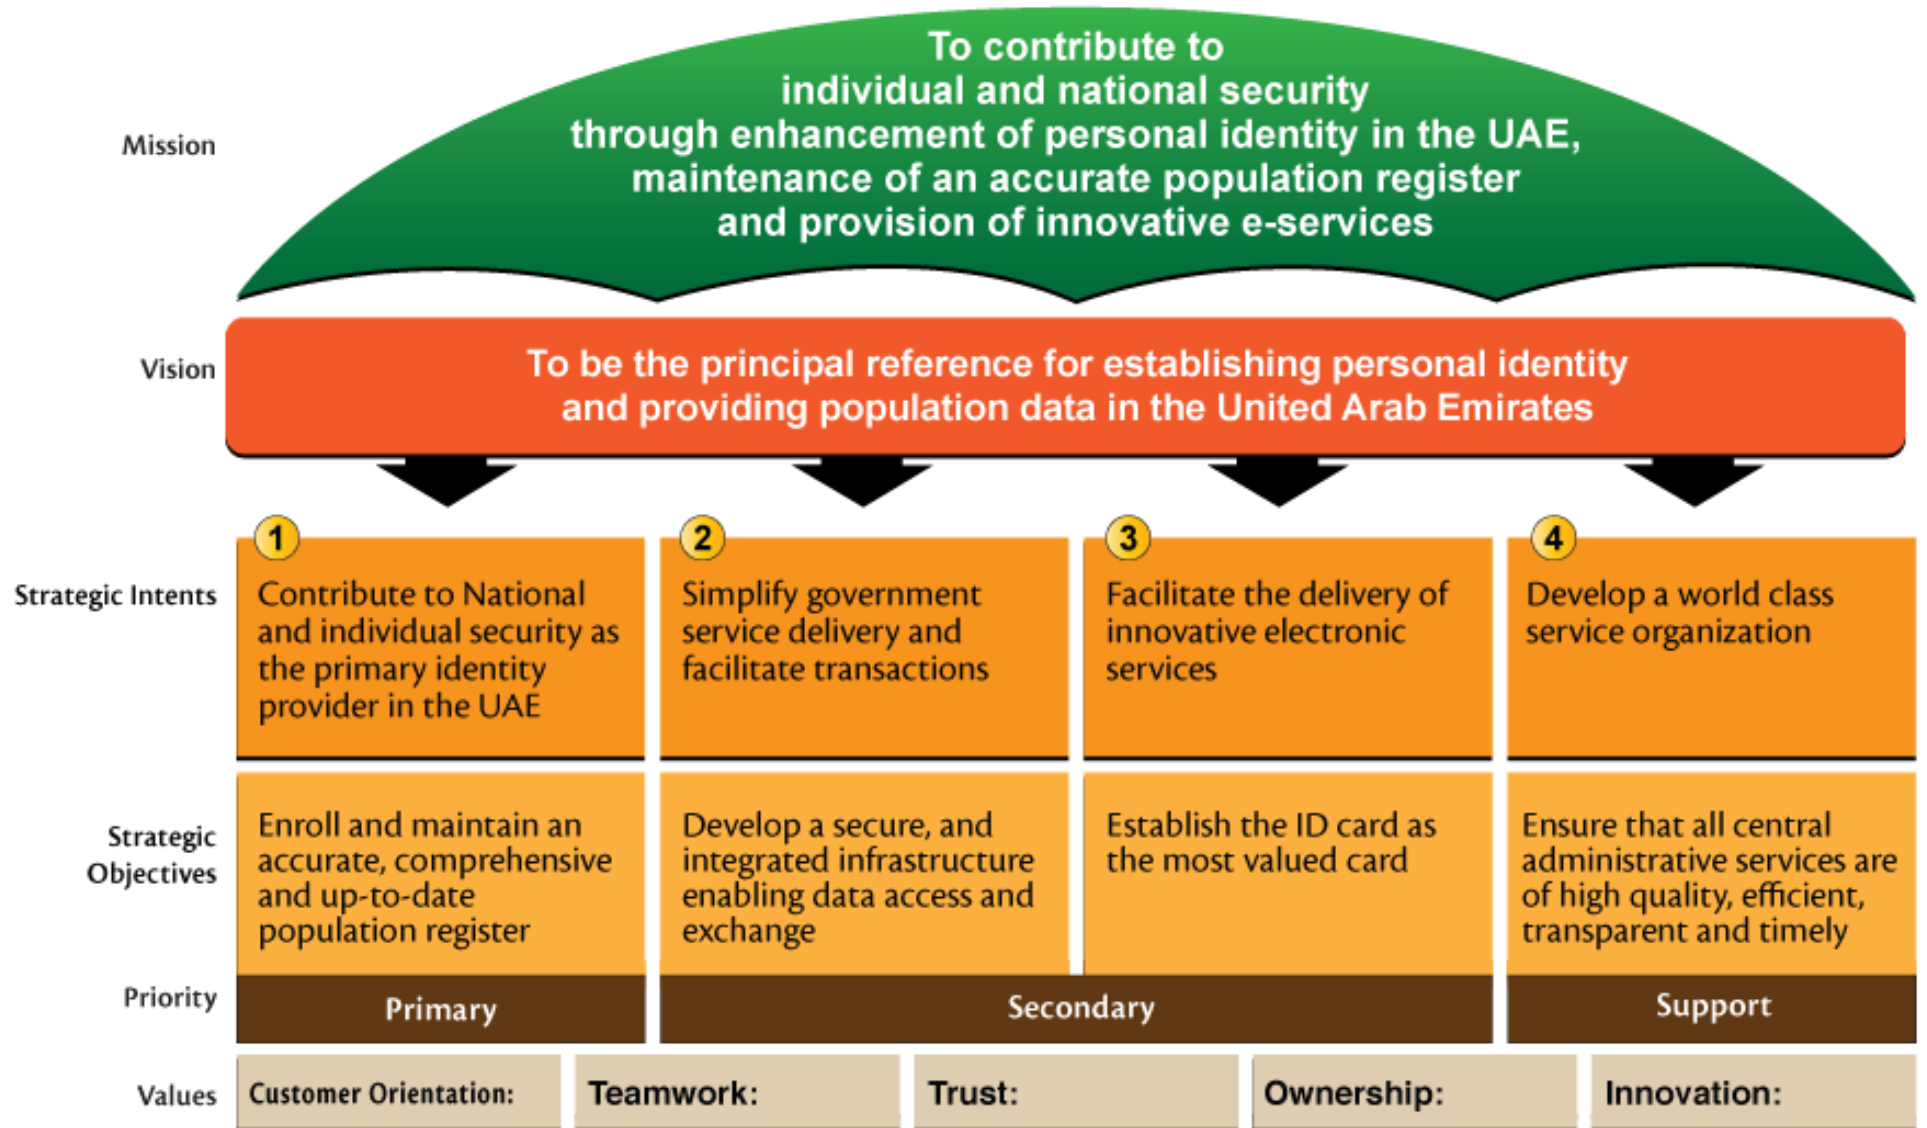 To contribute to
individual and national security
through enhancement of personal identity in the UAE,
maintenance of an accurate population register
and provision of innovative e-services
Mission
Vision
To be the principal reference for establishing personal identity
and providing population data in the United Arab Emirates
Strategic Intents
1
Contribute to National
and individual security as
the primary identity
provider in the UAE
2
Simplify government
service delivery and
facilitate transactions
3
Facilitate the delivery of
innovative electronic
services
4
Develop a world class
service organization
Strategic
Objectives
Enroll and maintain an
accurate, comprehensive
and up-to-date
population register
Develop a secure, and
integrated infrastructure
enabling data access and
exchange
Establish the ID card as
the most valued card
Ensure that all central
administrative services are
of high quality, efficient,
transparent and timely
Priority
Primary
Secondary
Support
Values
Customer Orientation:
Teamwork:
Trust:
Ownership:
Innovation: